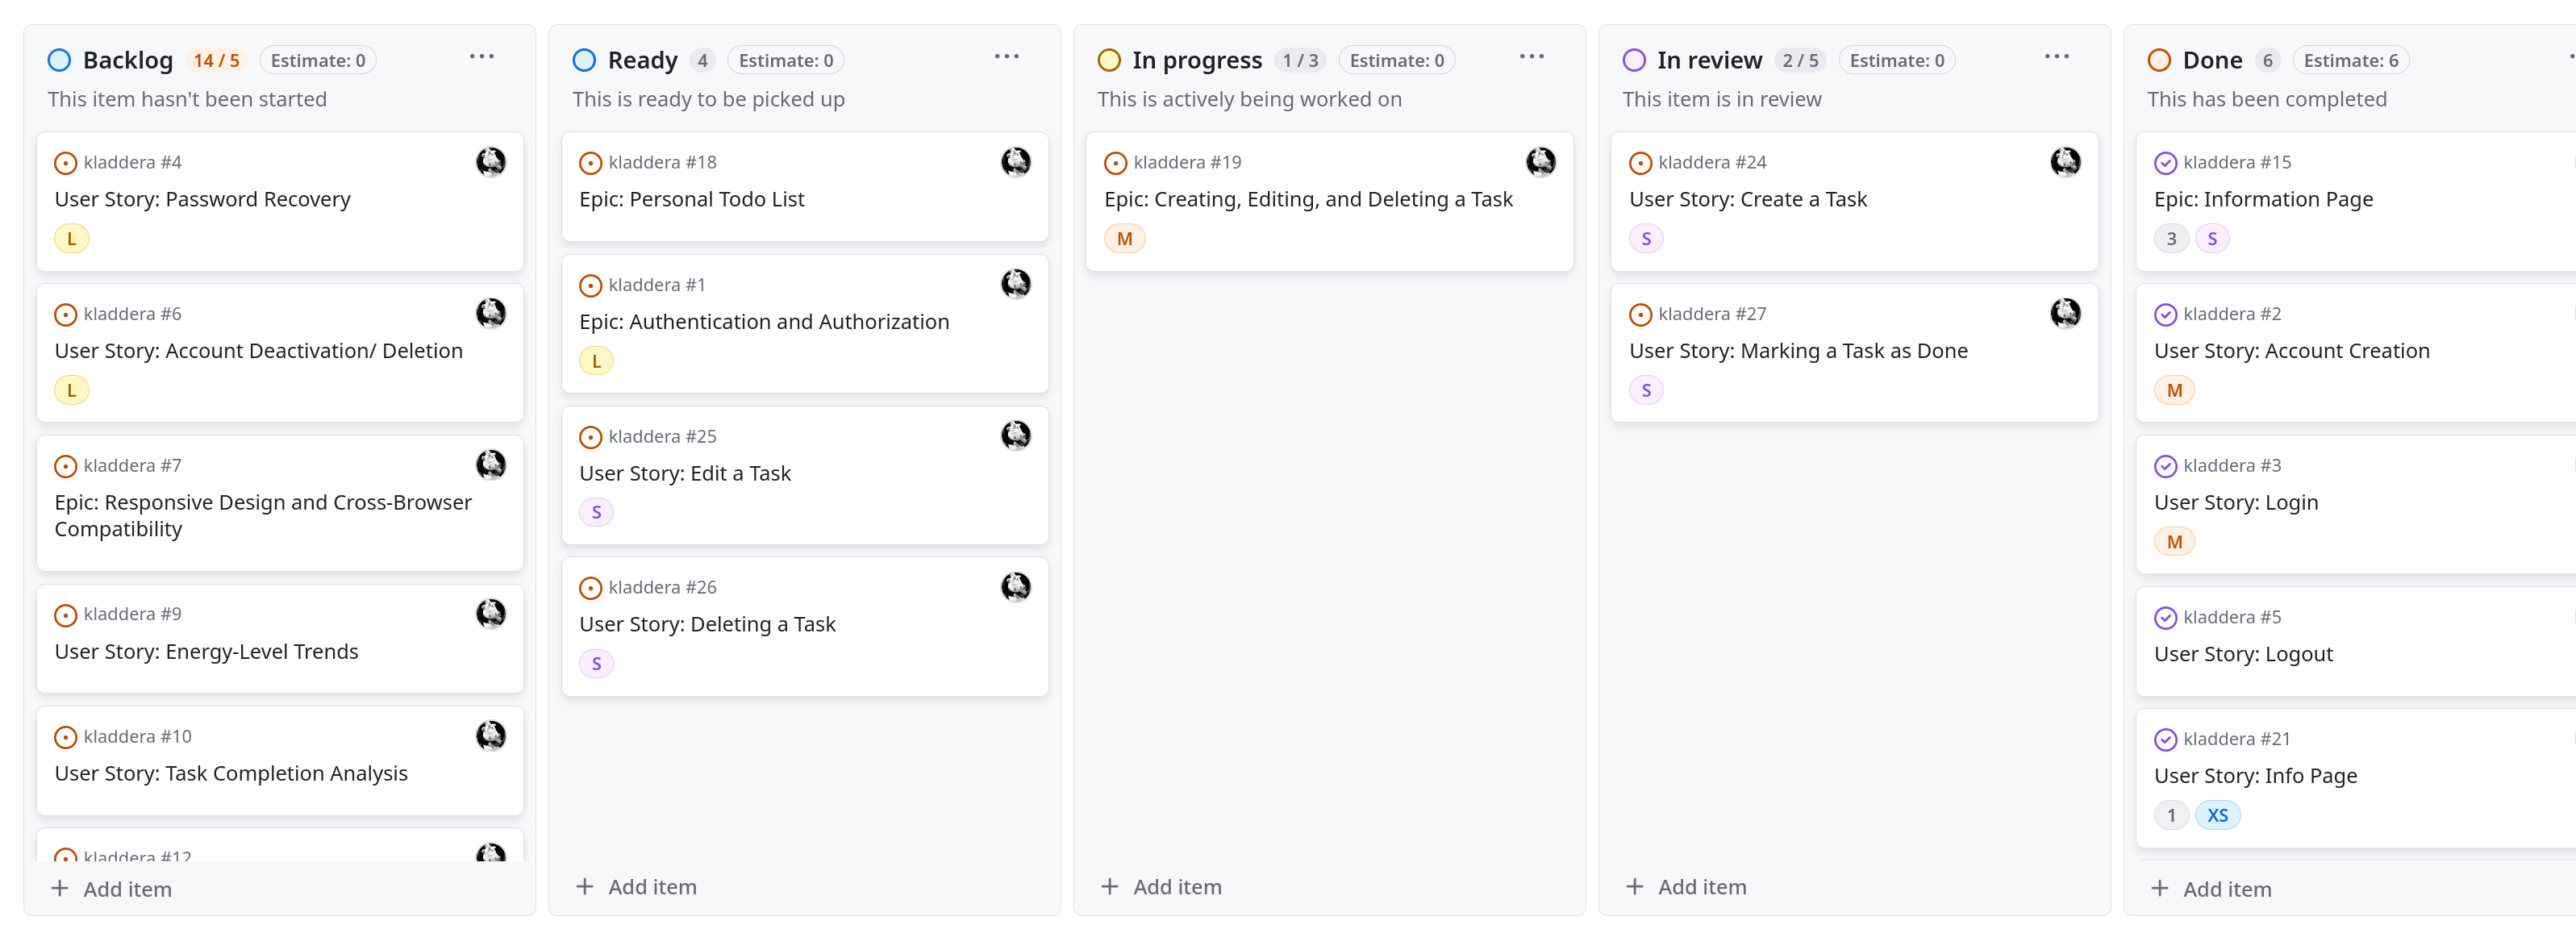 Backlog 14 / 5 Estimate: 0
This item hasn't been started
kladdera #4
User Story: Password Recovery
L
kladdera #6
User Story: Account Deactivation/ Deletion
L
kladdera #7
Epic: Responsive Design and Cross-Browser
Compatibility
kladdera #9
User Story: Energy-Level Trends
kladdera #10
User Story: Task Completion Analysis
kladdera #12
+ Add item
Ready 4 Estimate: 0
This is ready to be picked up
kladdera #18
Epic: Personal Todo List
kladdera #1
Epic: Authentication and Authorization
L
kladdera #25
User Story: Edit a Task
S
kladdera #26
User Story: Deleting a Task
S
+ Add item
In progress 1 / 3 Estimate: 0
This is actively being worked on
kladdera #19
Epic: Creating, Editing, and Deleting a Task
M
+ Add item
In review 2 / 5 Estimate: 0
This item is in review
kladdera #24
User Story: Create a Task
S
kladdera #27
User Story: Marking a Task as Done
S
+ Add item
Done 6 Estimate: 6
This has been completed
kladdera #15
Epic: Information Page
3 S
kladdera #2
User Story: Account Creation
M
kladdera #3
User Story: Login
M
kladdera #5
User Story: Logout
kladdera #21
User Story: Info Page
1 XS
+ Add item